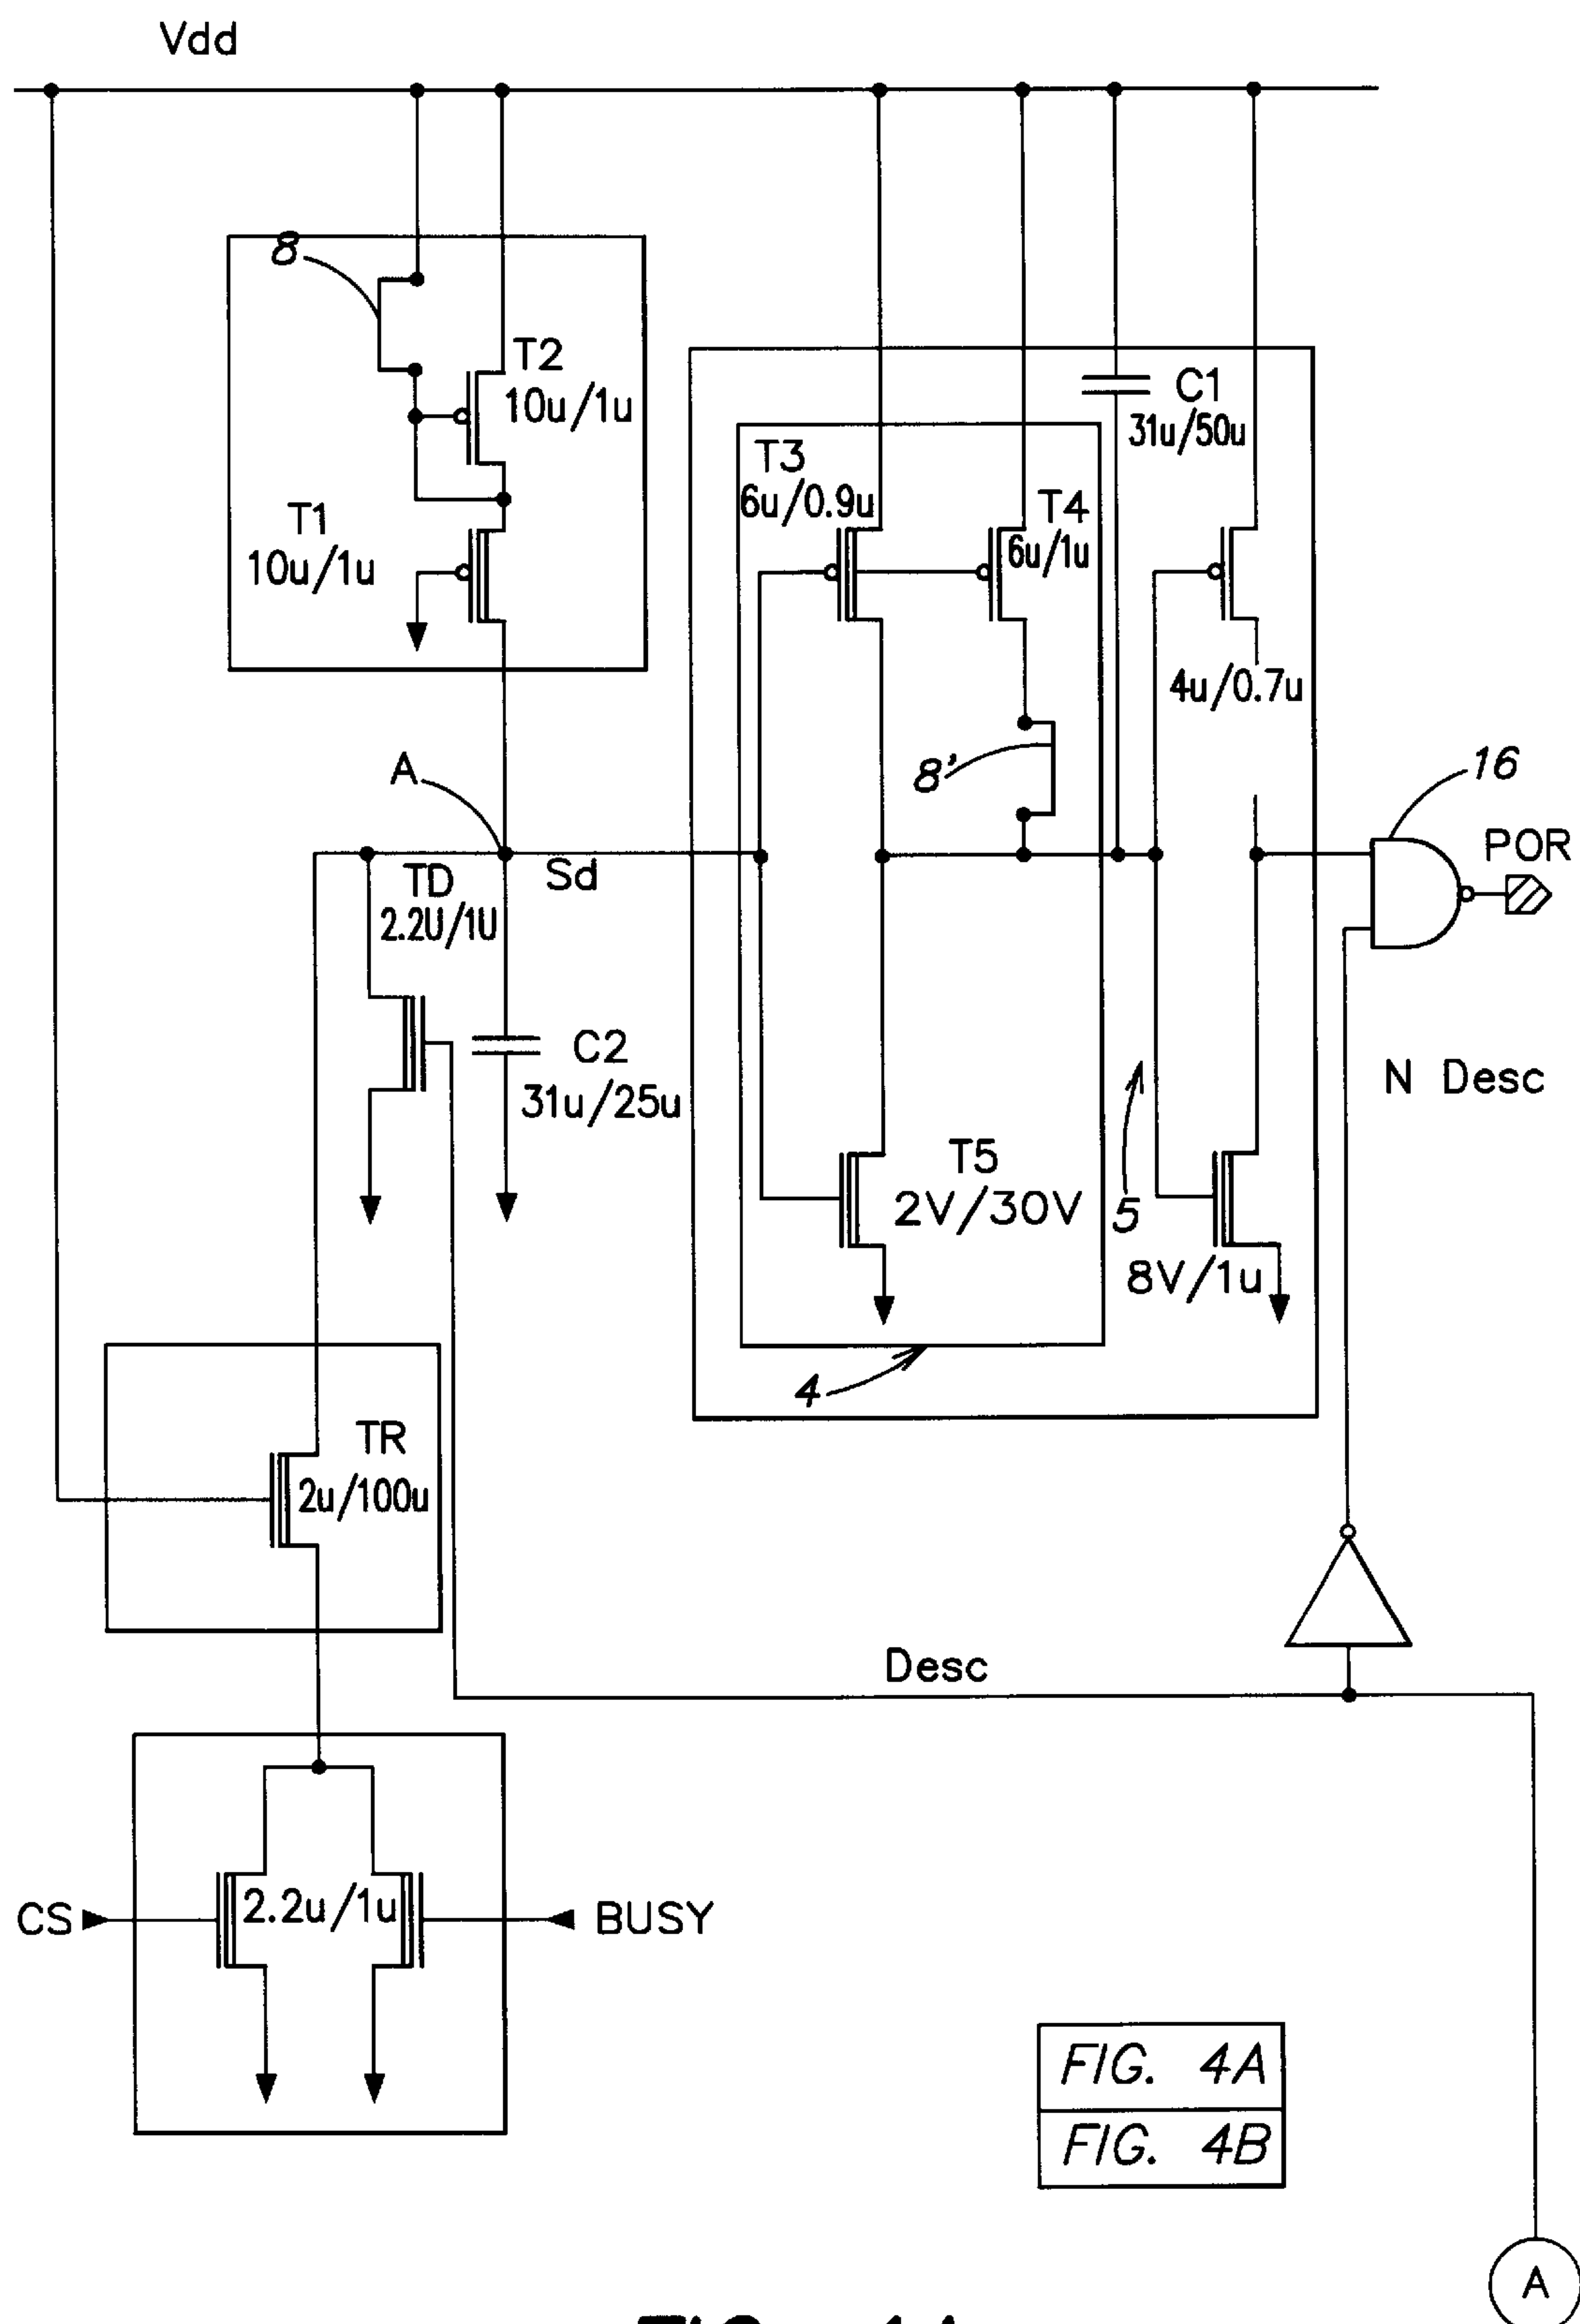 Vdd
8
T2
10u/1u
C1
31u/50u
T3
6u/0.9u
T4
6u/1u
T1
10u/1u
4u/0.7u
8'
A
16
POR
Sd
TD
2.2U/1U
C2
31u/25u
N Desc
T5
2V/30V
5
8V/1u
4
TR
2u/100u
Desc
CS
2.2u/1u
BUSY
FIG. 4A
FIG. 4B
A